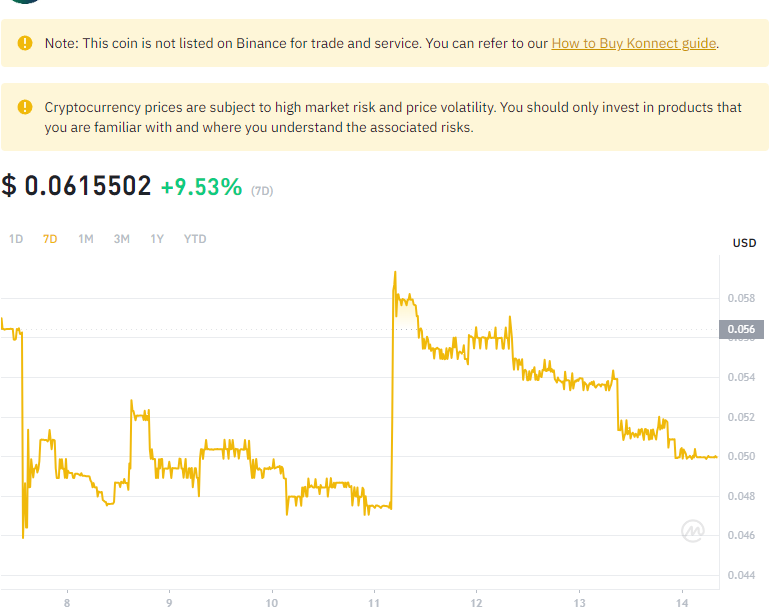 Note: This coin is not listed on Binance for trade and service. You can refer to our How to Buy Konnect guide.
Cryptocurrency prices are subject to high market risk and price volatility. You should only invest in products that
you are familiar with and where you understand the associated risks.
$ 0.0615502 +9.53% (7D)
1D 7D 1M 3M 1Y YTD
USD
0.058
0.056
0.054
0.052
0.050
0.048
0.046
0.044
8 9 10 11 12 13 14